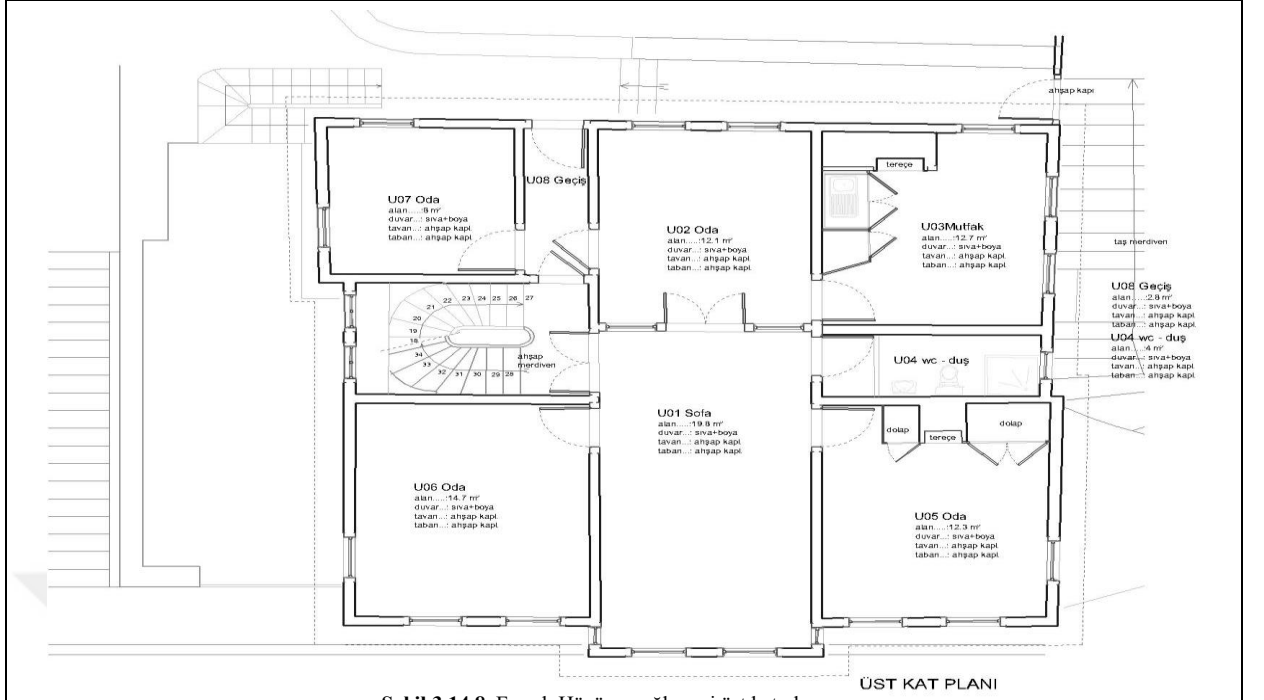 ahşap kapı
tereçe
U08 Geçiş
U07 Oda
alan.....:8 m²
duvar...: sıva+boya
tavan...: ahşap kapl.
taban...: ahşap kapl.
U02 Oda
alan.....:12.1 m²
duvar...: sıva+boya
tavan...: ahşap kapl.
taban...: ahşap kapl.
U03Mutfak
alan.....:12.7 m²
duvar...: sıva+boya
tavan...: ahşap kapl.
taban...: ahşap kapl.
taş merdiven
U08 Geçiş
alan.....:2.8 m²
duvar...: sıva+boya
tavan...: ahşap kapl.
taban...: ahşap kapl.
U04 wc - duş
alan.....:4 m²
duvar...: sıva+boya
tavan...: ahşap kapl.
taban...: ahşap kapl.
22 23 24 25 26 27
21
20
19
18
34
33
32 31 30 29 28
ahşap
merdiven
U04 wc - duş
U01 Sofa
alan.....:19.8 m²
duvar...: sıva+boya
tavan...: ahşap kapl.
taban...: ahşap kapl.
dolap
tereçe
dolap
U06 Oda
alan.....:14.7 m²
duvar...: sıva+boya
tavan...: ahşap kapl.
taban...: ahşap kapl.
U05 Oda
alan.....:12.3 m²
duvar...: sıva+boya
tavan...: ahşap kapl.
taban...: ahşap kapl.
ÜST KAT PLANI